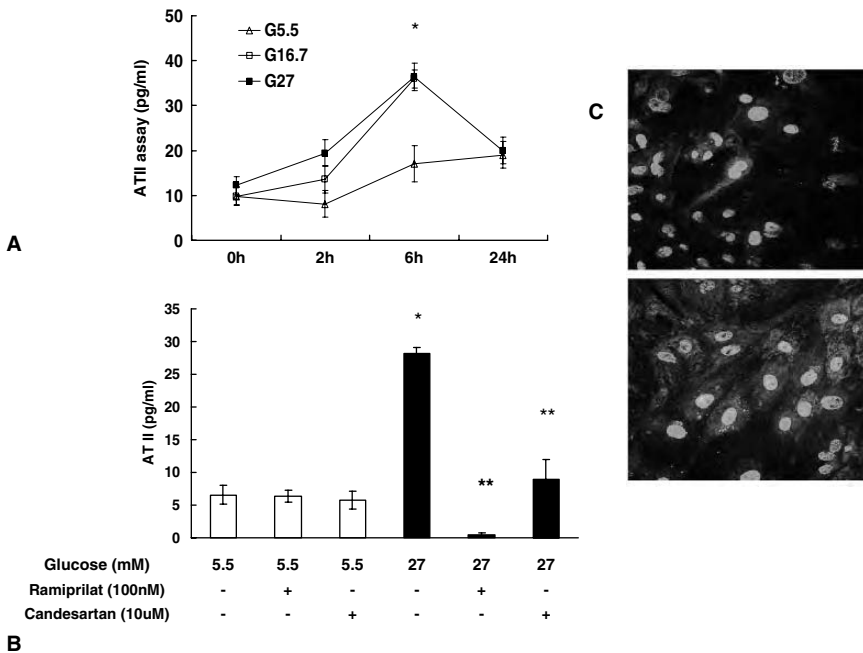 50
40
30
20
10
0
ATII assay (pg/ml)
G5.5
G16.7
G27
*
0h 2h 6h 24h
A
35
30
25
20
15
10
5
0
AT II (pg/ml)
*
**
**
Glucose (mM) 5.5 5.5 5.5 27 27 27
Ramiprilat (100nM) - + - - + -
Candesartan (10uM) - - + - - +
B
C